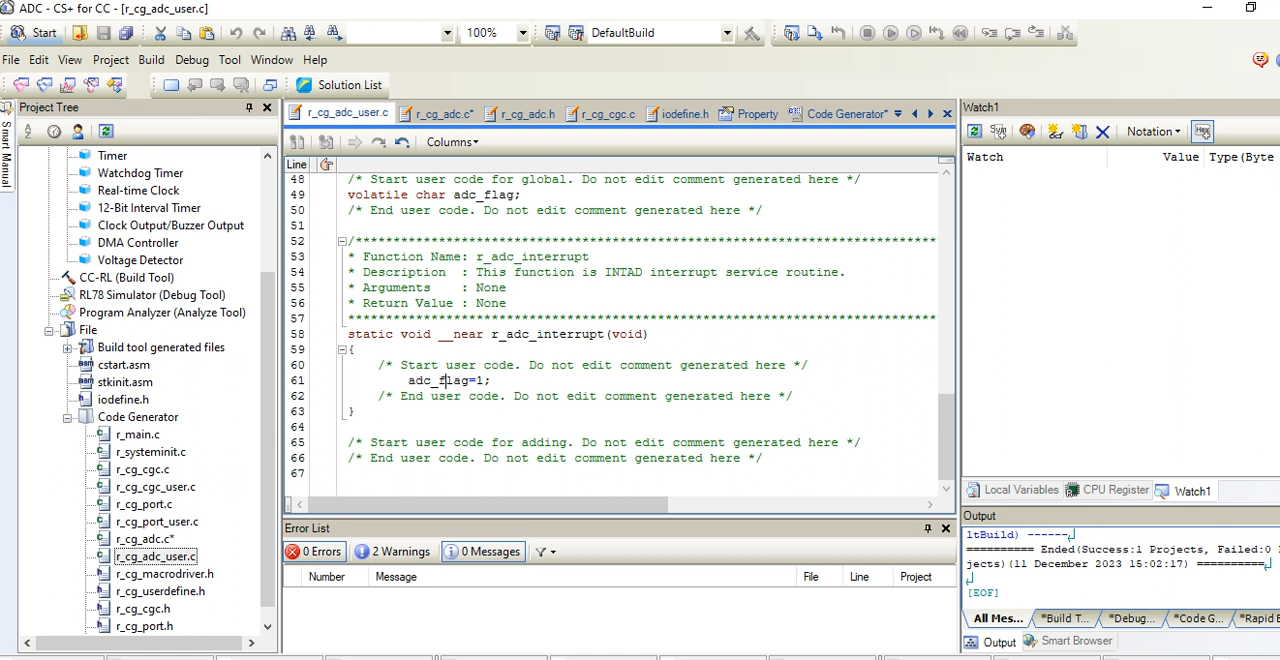 ADC - CS+ for CC - [r_cg_adc_user.c]
Start 100% DefaultBuild
File Edit View Project Build Debug Tool Window Help
Solution List
Project Tree
Smart Manual
Timer
Watchdog Timer
Real-time Clock
12-Bit Interval Timer
Clock Output/Buzzer Output
DMA Controller
Voltage Detector
CC-RL (Build Tool)
RL78 Simulator (Debug Tool)
Program Analyzer (Analyze Tool)
File
Build tool generated files
cstart.asm
stkinit.asm
iodefine.h
Code Generator
r_main.c
r_systeminit.c
r_cg_cgc.c
r_cg_cgc_user.c
r_cg_port.c
r_cg_port_user.c
r_cg_adc.c*
r_cg_adc_user.c
r_cg_macrodriver.h
r_cg_userdefine.h
r_cg_cgc.h
r_cg_port.h
r_cg_adc_user.c r_cg_adc.c* r_cg_adc.h r_cg_cgc.c iodefine.h Property Code Generator*
Columns
Line
48 /* Start user code for global. Do not edit comment generated here */
49 volatile char adc_flag;
50 /* End user code. Do not edit comment generated here */
51
52 /*****************************************************************************
53 * Function Name: r_adc_interrupt
54 * Description : This function is INTAD interrupt service routine.
55 * Arguments : None
56 * Return Value : None
57 ******************************************************************************
58 static void __near r_adc_interrupt(void)
59 {
60 /* Start user code. Do not edit comment generated here */
61 adc_flag=1;
62 /* End user code. Do not edit comment generated here */
63 }
64
65 /* Start user code for adding. Do not edit comment generated here */
66 /* End user code. Do not edit comment generated here */
67
Error List
0 Errors 2 Warnings 0 Messages
Number Message File Line Project
Watch1
Sym Notation Hex
Watch Value Type(Byte
Local Variables CPU Register Watch1
Output
ltBuild) ------
========== Ended(Success:1 Projects, Failed:0
jects)(11 December 2023 15:02:17) ==========
[EOF]
All Mes... *Build T... *Debug... *Code G... *Rapid B
Output Smart Browser